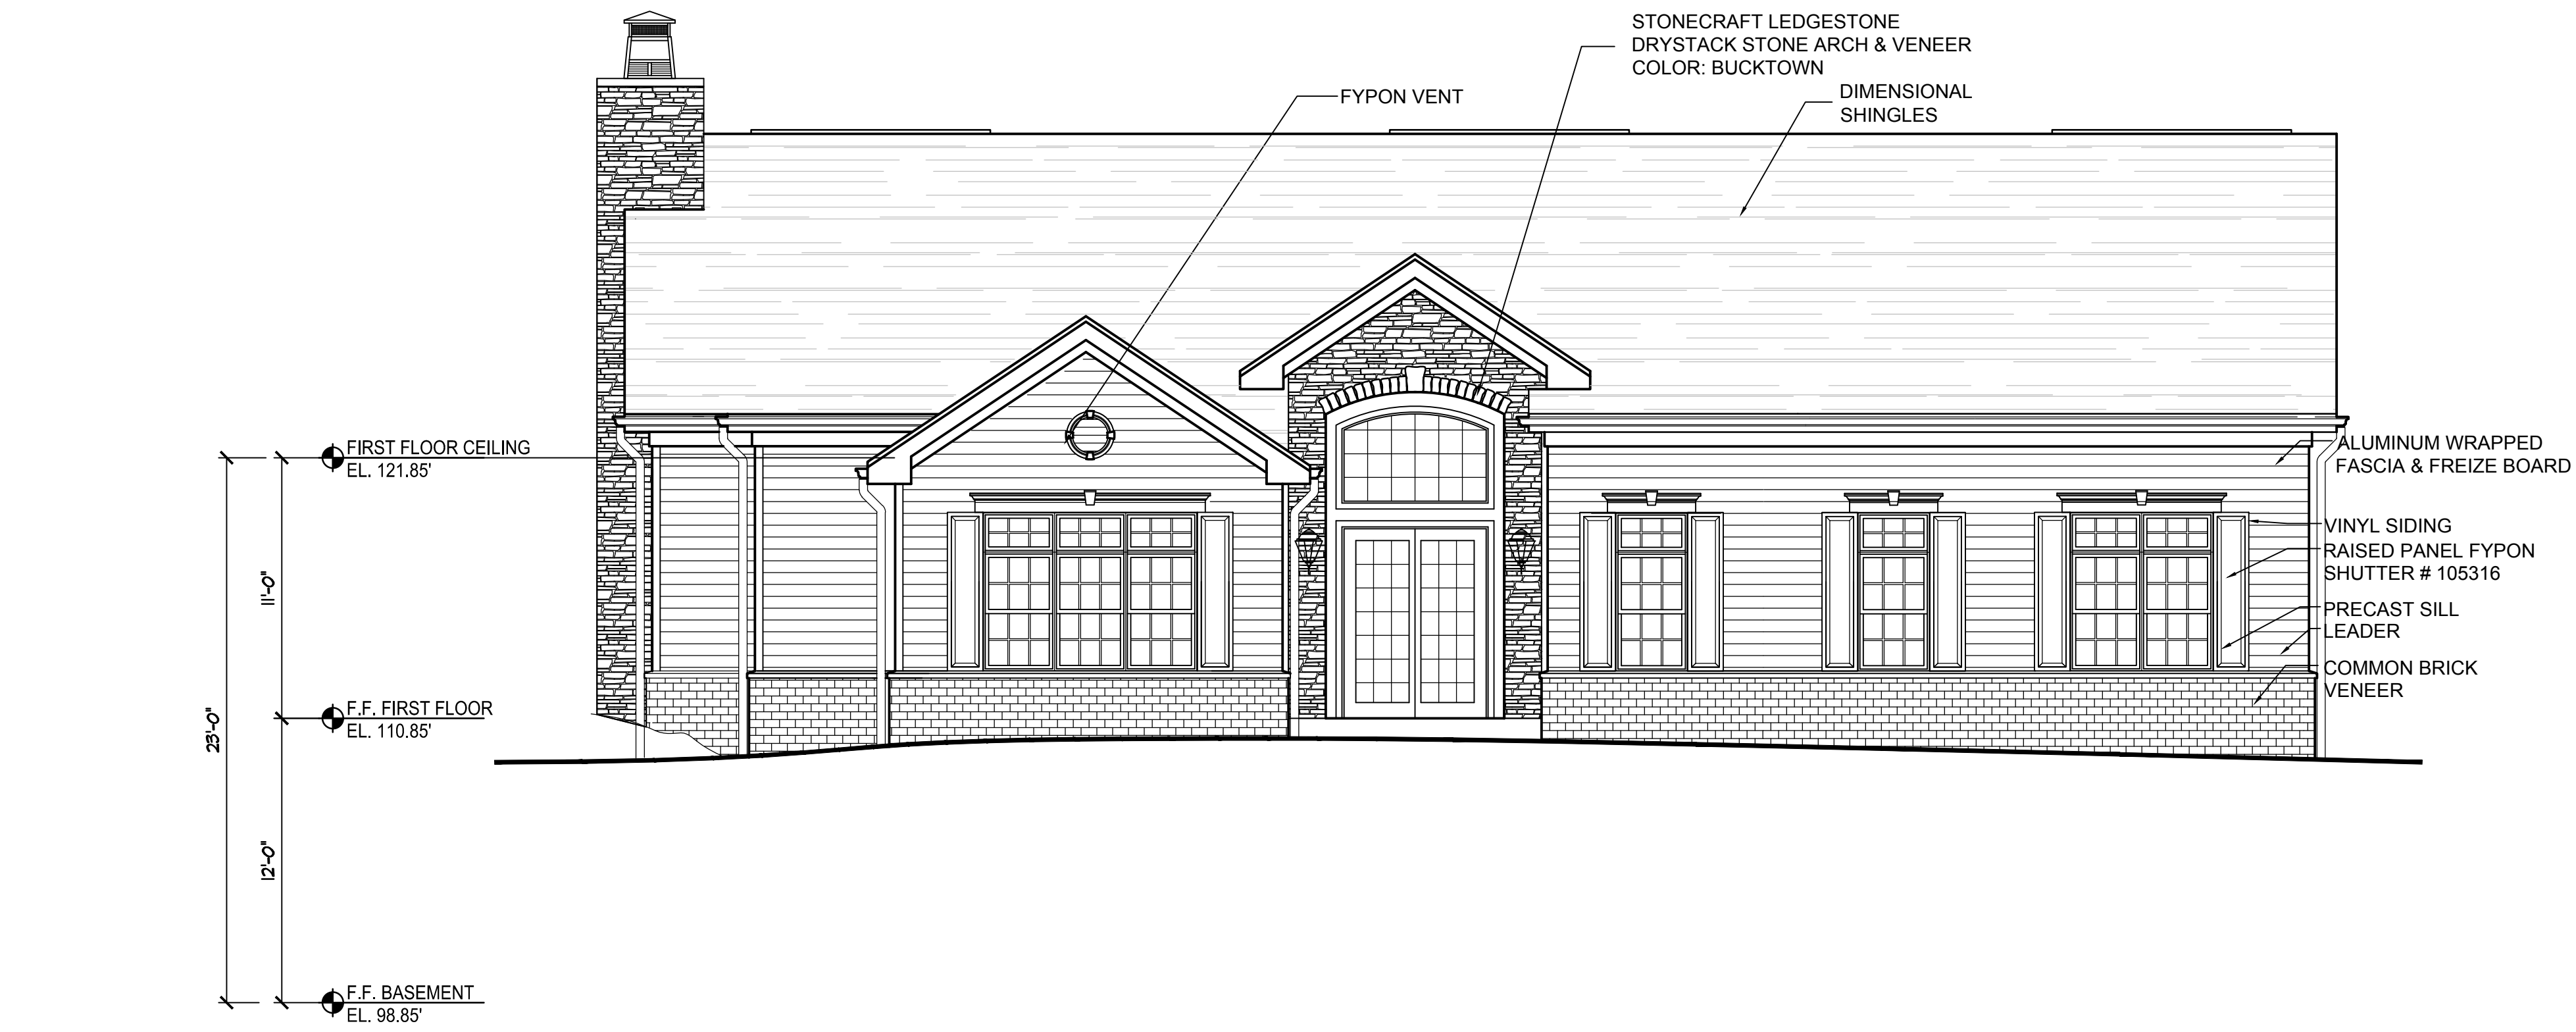 STONECRAFT LEDGESTONE
DRYSTACK STONE ARCH & VENEER
COLOR: BUCKTOWN
DIMENSIONAL
SHINGLES
FYPON VENT
FIRST FLOOR CEILING
EL. 121.85'
ALUMINUM WRAPPED
FASCIA & FREIZE BOARD
VINYL SIDING
RAISED PANEL FYPON
SHUTTER # 105316
PRECAST SILL
LEADER
COMMON BRICK
VENEER
11'-0"
F.F. FIRST FLOOR
EL. 110.85'
23'-0"
12'-0"
F.F. BASEMENT
EL. 98.85'